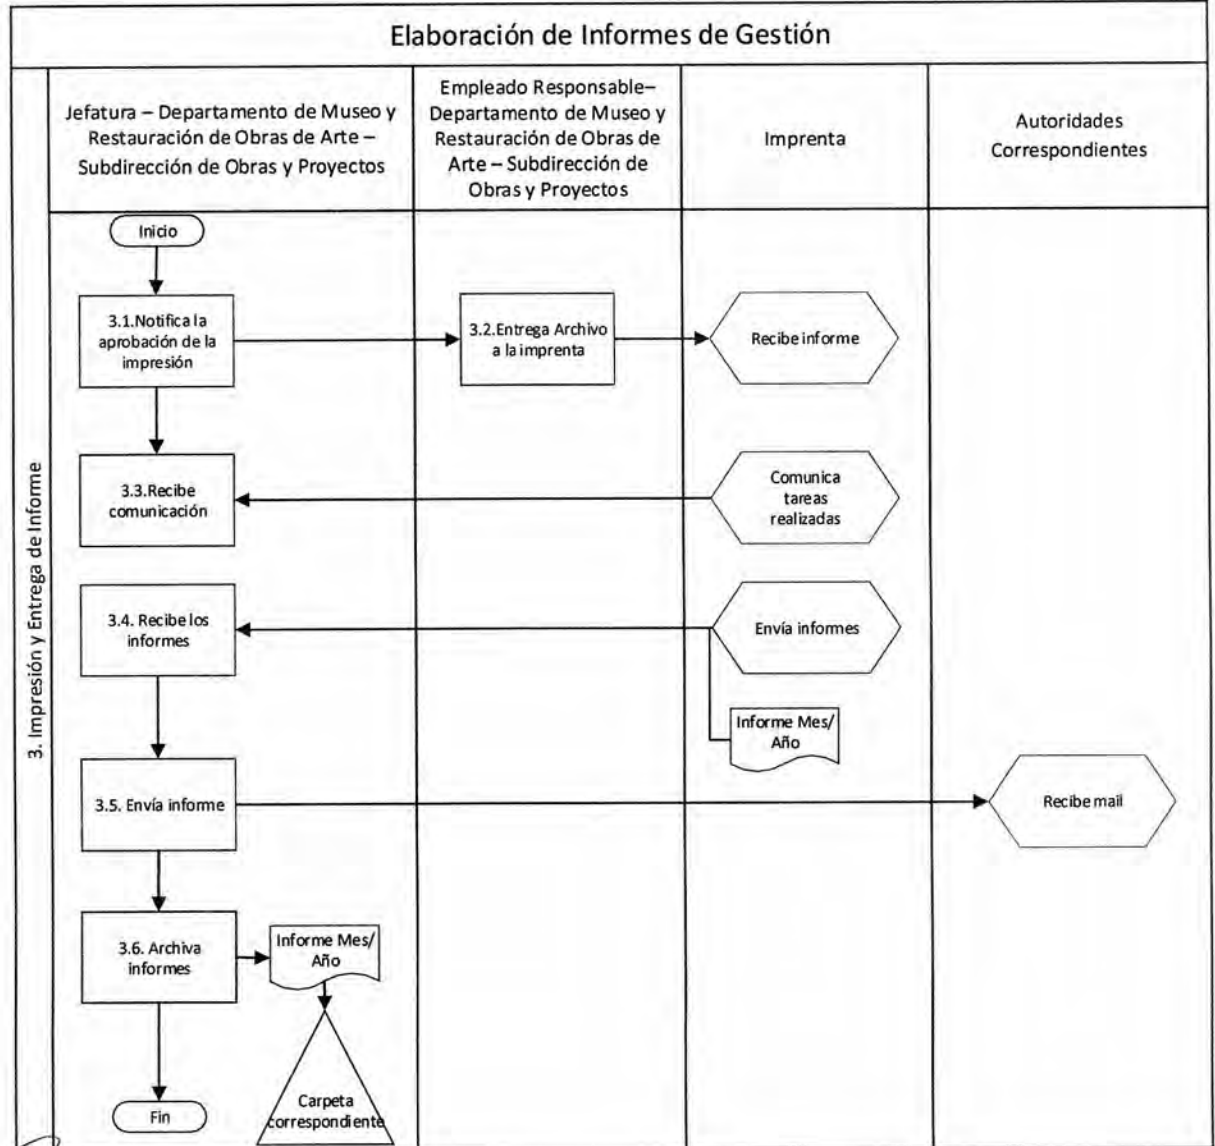 Elaboración de Informes de Gestión
Jefatura – Departamento de Museo y
Restauración de Obras de Arte –
Subdirección de Obras y Proyectos
Empleado Responsable–
Departamento de Museo y
Restauración de Obras de
Arte – Subdirección de
Obras y Proyectos
Imprenta
Autoridades
Correspondientes
3. Impresión y Entrega de Informe
Inicio
3.1.Notifica la
aprobación de la
impresión
3.2.Entrega Archivo
a la imprenta
Recibe informe
3.3.Recibe
comunicación
Comunica
tareas
realizadas
3.4. Recibe los
informes
Envía informes
Informe Mes/
Año
3.5. Envía informe
Recibe mail
3.6. Archiva
informes
Informe Mes/
Año
Carpeta
correspondiente
Fin